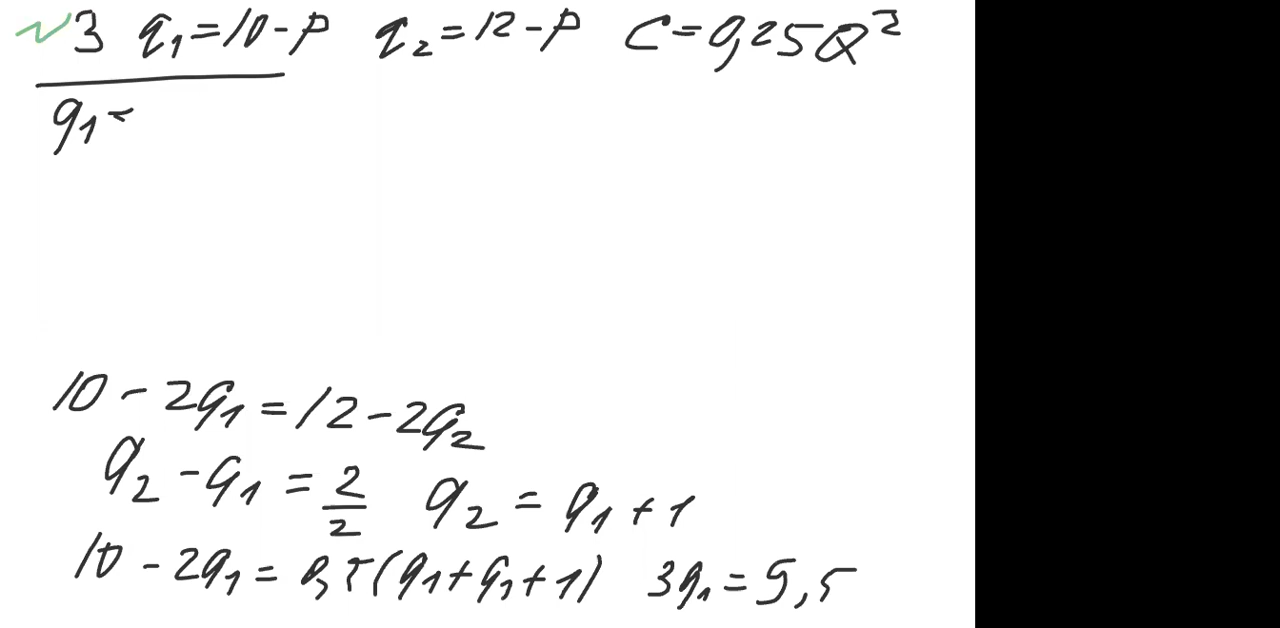 №3 q₁=10-p q₂=12-p C=0,25Q²
q₁=
10-2q₁=12-2q₂
q₂-q₁=2/2 q₂=q₁+1
10-2q₁=0,5(q₁+q₁+1) 3q₁=9,5